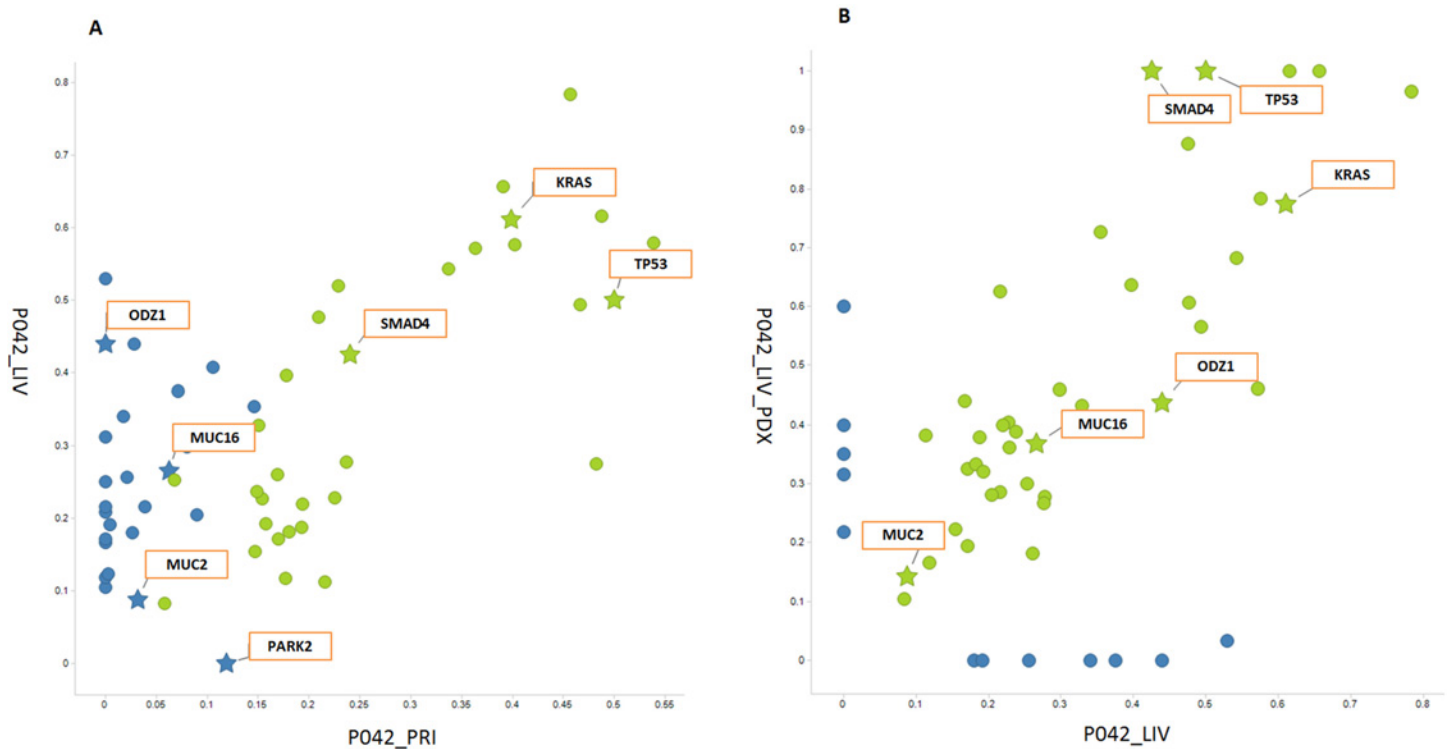 A
P042_LIV
0.8
0.7
0.6
0.5
0.4
0.3
0.2
0.1
0
KRAS
TP53
ODZ1
SMAD4
MUC16
MUC2
PARK2
0
0.05
0.1
0.15
0.2
0.25
0.3
0.35
0.4
0.45
0.5
0.55
P042_PRI
B
P042_LIV_PDX
1
0.9
0.8
0.7
0.6
0.5
0.4
0.3
0.2
0.1
0
SMAD4
TP53
KRAS
ODZ1
MUC16
MUC2
0
0.1
0.2
0.3
0.4
0.5
0.6
0.7
0.8
P042_LIV